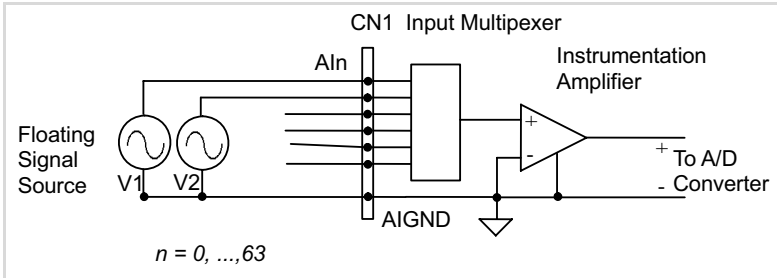 CN1 Input Multipexer
AIn
Instrumentation
Amplifier
Floating
Signal
Source
V1
V2
+
-
+
To A/D
-
Converter
AIGND
n = 0, ...,63